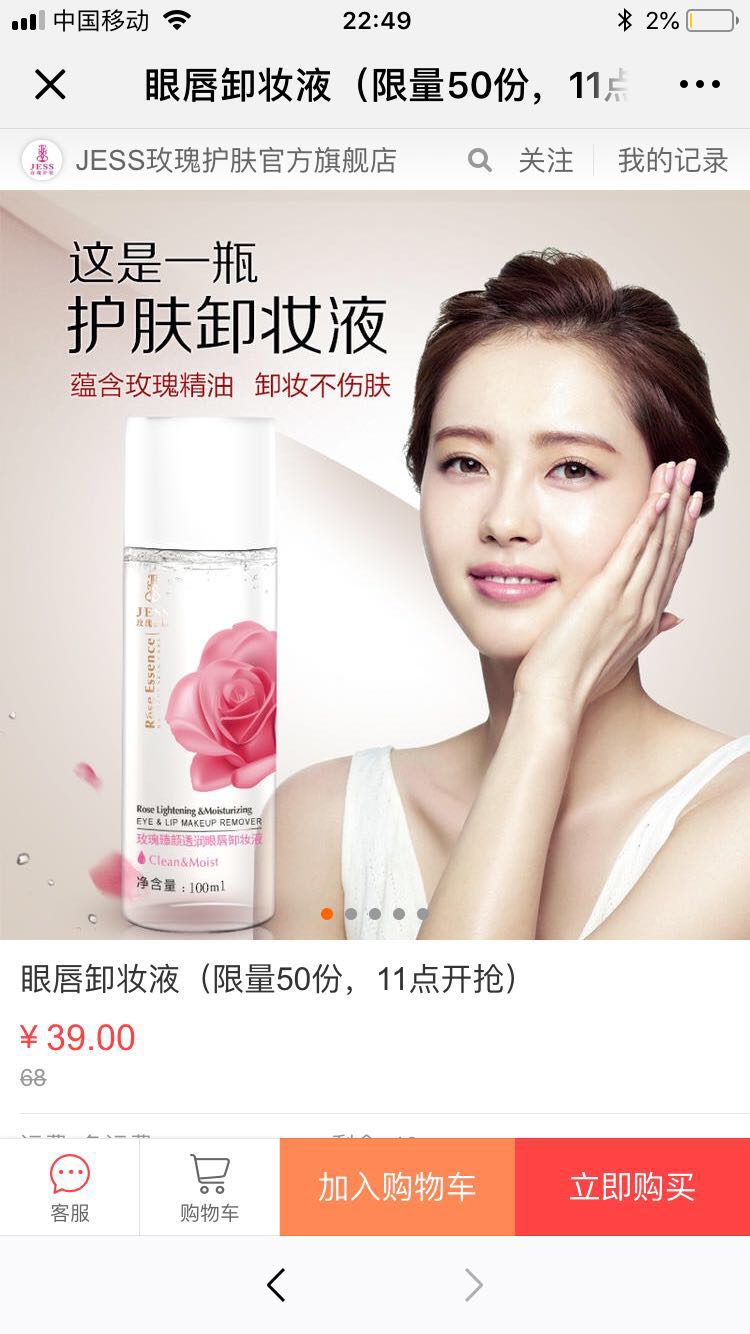 中国移动
22:49
2%
眼唇卸妆液（限量50份，11点
JESS玫瑰护肤官方旗舰店
关注
我的记录
这是一瓶
护肤卸妆液
蕴含玫瑰精油 卸妆不伤肤
Rose Essence
Rose Lightening &Moisturizing
EYE & LIP MAKEUP REMOVER
玫瑰臻颜透润眼唇卸妆液
Clean&Moist
净含量：100ml
眼唇卸妆液（限量50份，11点开抢）
¥ 39.00
68
客服
购物车
加入购物车
立即购买